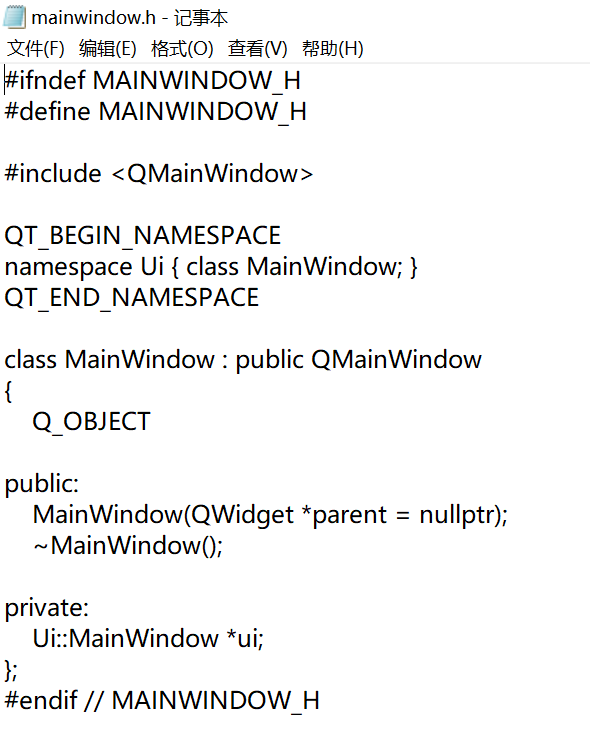 mainwindow.h - 记事本
文件(F) 编辑(E) 格式(O) 查看(V) 帮助(H)
#ifndef MAINWINDOW_H
#define MAINWINDOW_H
#include <QMainWindow>
QT_BEGIN_NAMESPACE
namespace Ui { class MainWindow; }
QT_END_NAMESPACE
class MainWindow : public QMainWindow
{
    Q_OBJECT
public:
    MainWindow(QWidget *parent = nullptr);
    ~MainWindow();
private:
    Ui::MainWindow *ui;
};
#endif // MAINWINDOW_H